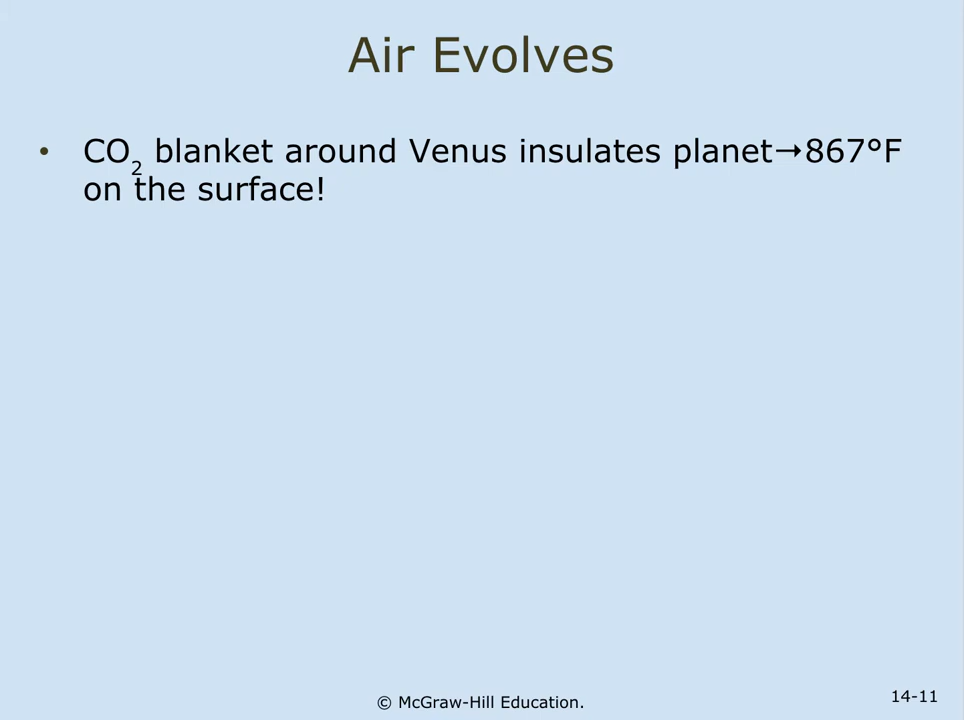 Air Evolves
• CO₂ blanket around Venus insulates planet➞867°F
on the surface!
© McGraw-Hill Education.
14-11